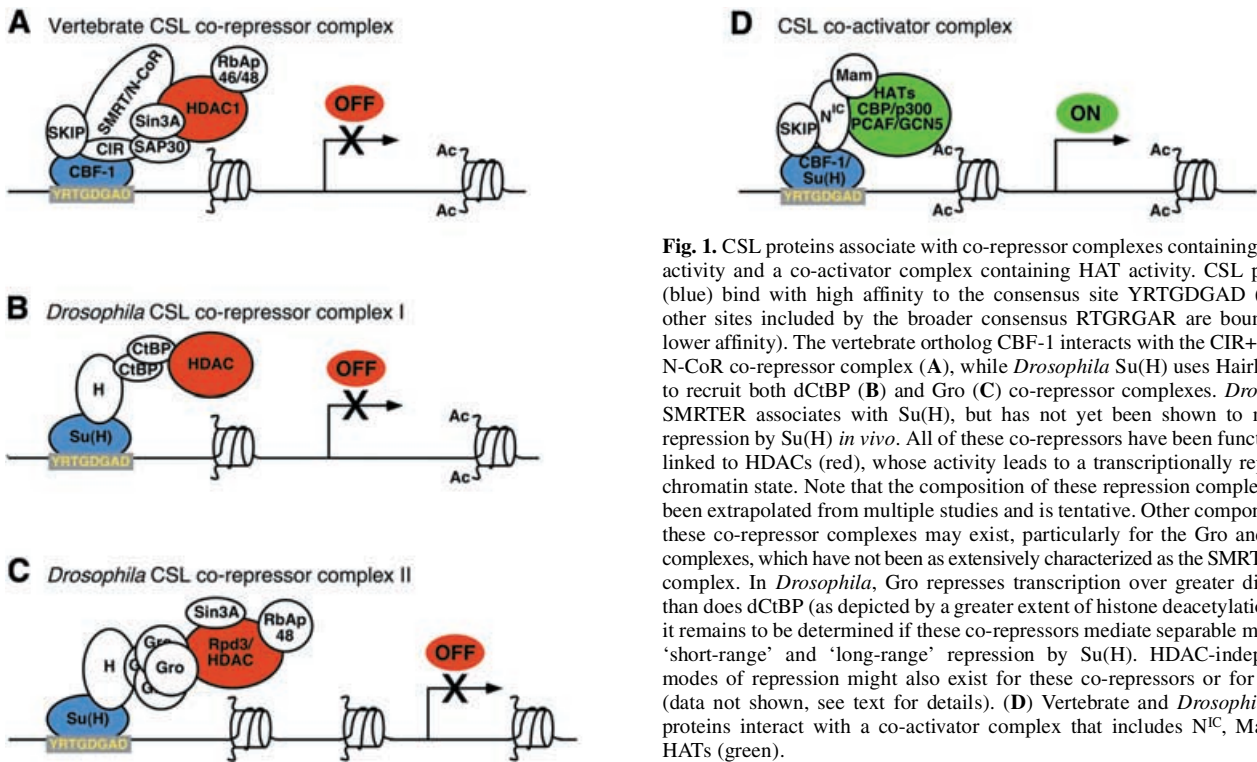 A Vertebrate CSL co-repressor complex
RbAp
46/48
SMRT/N-CoR
HDAC1
Sin3A
SKIP
CIR
SAP30
CBF-1
YRTGDGAD
OFF
X
Ac
Ac
B Drosophila CSL co-repressor complex I
CtBP
CtBP
HDAC
H
Su(H)
YRTGDGAD
OFF
X
Ac
Ac
C Drosophila CSL co-repressor complex II
Sin3A
RbAp
48
Rpd3/
HDAC
H
Gro
Gro
G
G
Su(H)
YRTGDGAD
OFF
X
D CSL co-activator complex
Mam
HATs
CBP/p300
PCAF/GCN5
NIC
SKIP
CBF-1/
Su(H)
YRTGDGAD
ON
Ac
Ac
Ac
Ac
Fig. 1. CSL proteins associate with co-repressor complexes containing
activity and a co-activator complex containing HAT activity. CSL p
(blue) bind with high affinity to the consensus site YRTGDGAD (
other sites included by the broader consensus RTGRGAR are boun
lower affinity). The vertebrate ortholog CBF-1 interacts with the CIR+
N-CoR co-repressor complex (A), while Drosophila Su(H) uses Hairl
to recruit both dCtBP (B) and Gro (C) co-repressor complexes. Dro
SMRTER associates with Su(H), but has not yet been shown to m
repression by Su(H) in vivo. All of these co-repressors have been funct
linked to HDACs (red), whose activity leads to a transcriptionally rep
chromatin state. Note that the composition of these repression comple
been extrapolated from multiple studies and is tentative. Other compor
these co-repressor complexes may exist, particularly for the Gro and
complexes, which have not been as extensively characterized as the SMRT
complex. In Drosophila, Gro represses transcription over greater di
than does dCtBP (as depicted by a greater extent of histone deacetylatio
it remains to be determined if these co-repressors mediate separable m
‘short-range’ and ‘long-range’ repression by Su(H). HDAC-indep
modes of repression might also exist for these co-repressors or for
(data not shown, see text for details). (D) Vertebrate and Drosophil
proteins interact with a co-activator complex that includes NIC, Ma
HATs (green).